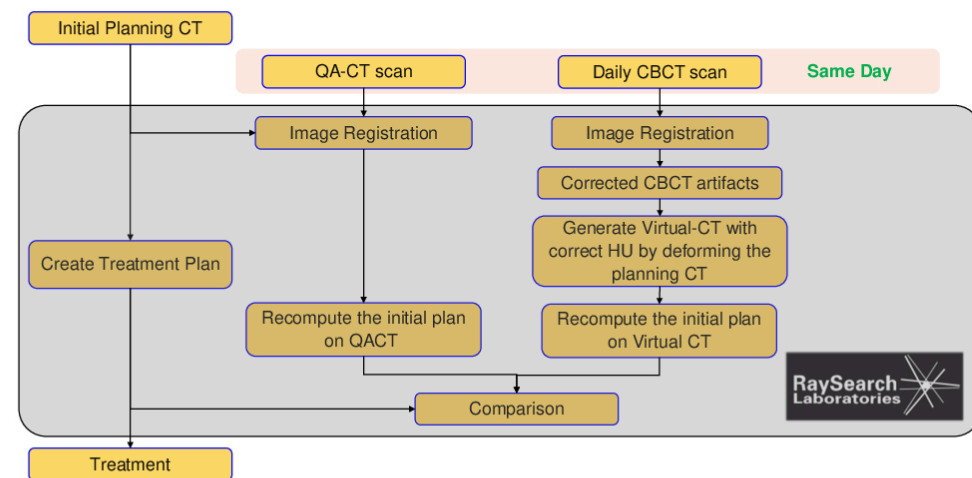 Initial Planning CT
QA-CT scan
Daily CBCT scan
Same Day
Image Registration
Image Registration
Corrected CBCT artifacts
Generate Virtual-CT with
correct HU by deforming the
planning CT
Create Treatment Plan
Recompute the initial plan
on QACT
Recompute the initial plan
on Virtual CT
RaySearch
Laboratories
Comparison
Treatment